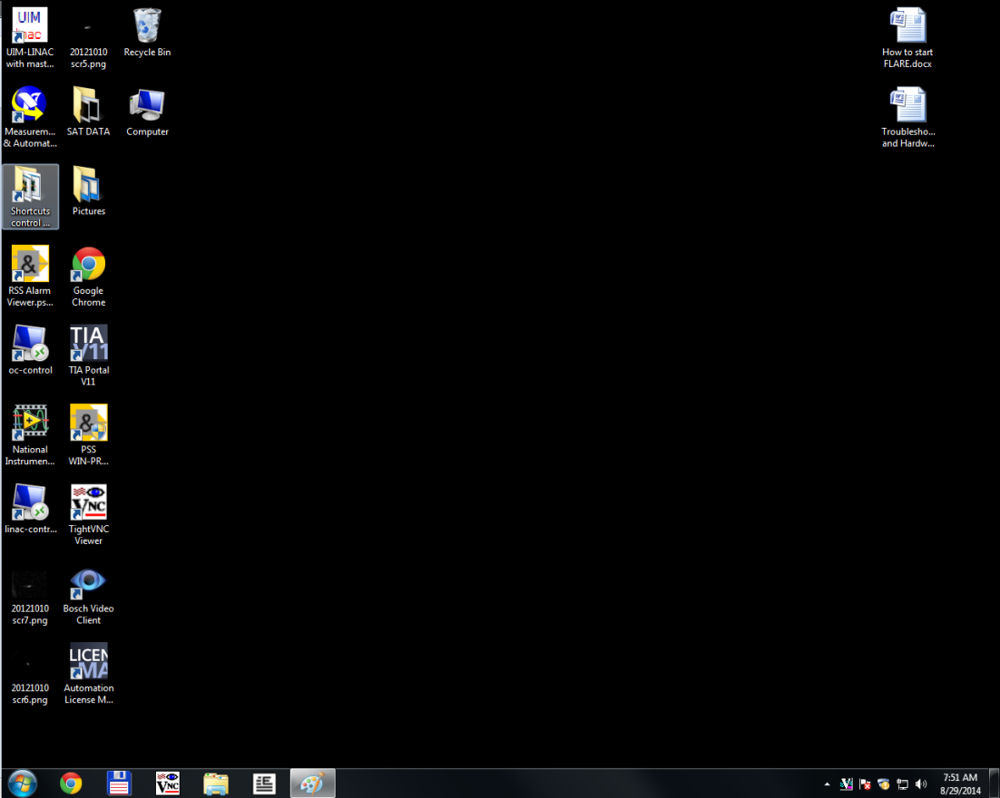 UIM
linac
UIM-LINAC
with mast...
20121010
scr5.png
Recycle Bin
How to start
FLARE.docx
Measurem...
& Automat...
SAT DATA
Computer
Troublesho...
and Hardw...
Shortcuts
control ...
Pictures
&
RSS Alarm
Viewer.ps...
Google
Chrome
oc-control
TIA
V11
TIA Portal
V11
National
Instrumen...
&
PSS
WIN-PR...
linac-contr...
VNC
TightVNC
Viewer
20121010
scr7.png
Bosch Video
Client
20121010
scr6.png
LICEN
MA
Automation
License M...
VNC
iE
7:51 AM
8/29/2014